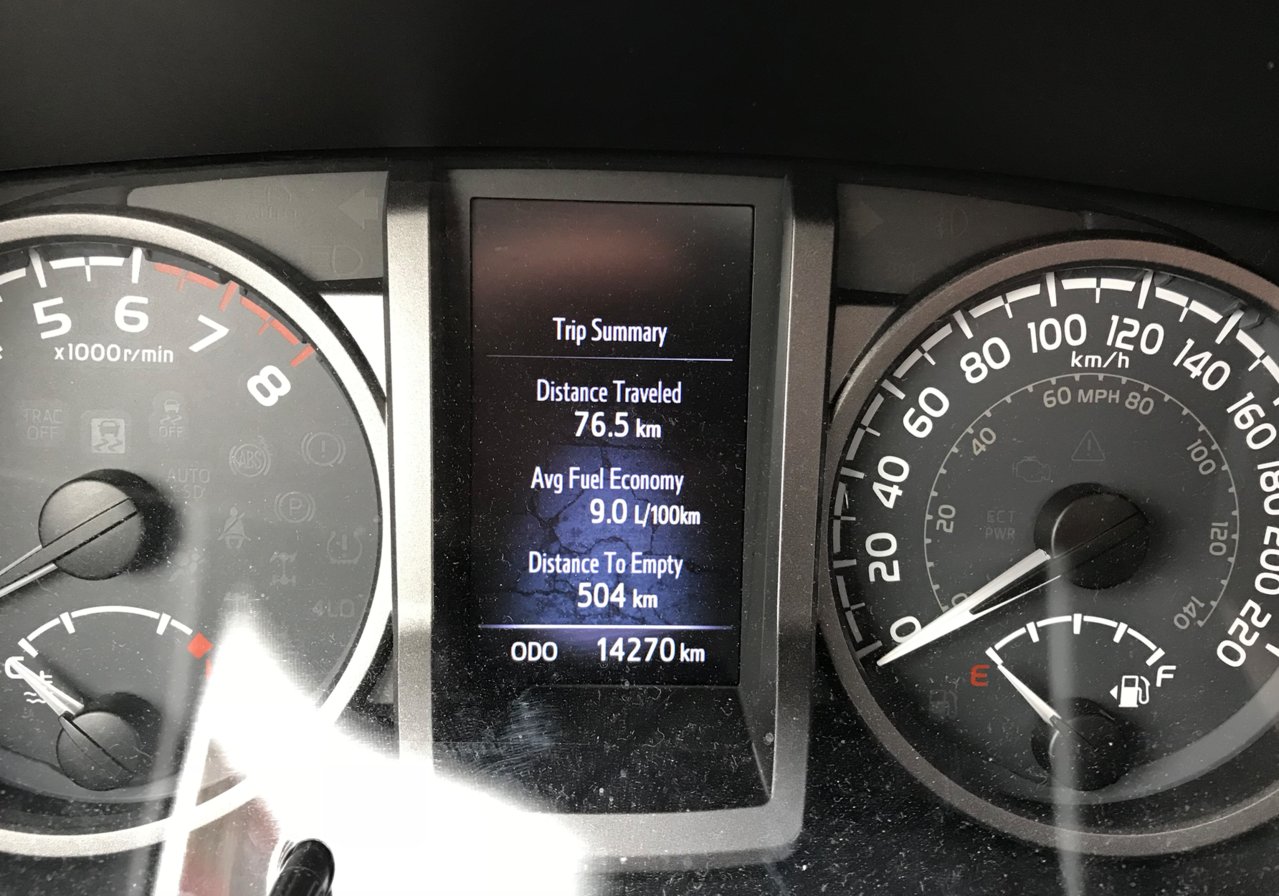 5 6 7 8
x1000r/min
TRAC
OFF
OFF
ABS
AUTO
P
4LO
Trip Summary
Distance Traveled
76.5 km
Avg Fuel Economy
9.0 L/100km
Distance To Empty
504 km
ODO 14270 km
0 20 40 60 80 100 120 140 160 180 200 220
km/h
20 40 60 MPH 80 100 120 140
ECT
PWR
E F